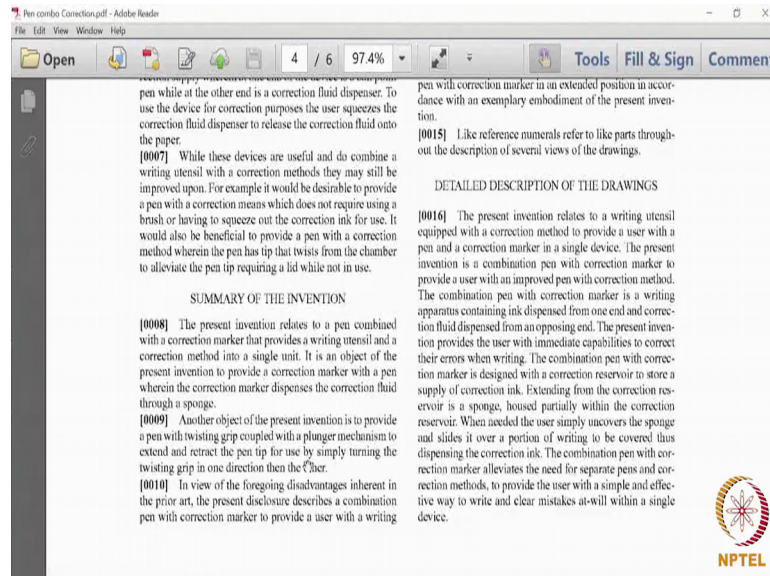 Pen combo Correction.pdf - Adobe Reader
File Edit View Window Help
Open 4 / 6 97.4% Tools Fill & Sign Commen
pen while at the other end is a correction fluid dispenser. To
use the device for correction purposes the user squeezes the
correction fluid dispenser to release the correction fluid onto
the paper.
[0007] While these devices are useful and do combine a
writing utensil with a correction methods they may still be
improved upon. For example it would be desirable to provide
a pen with a correction means which does not require using a
brush or having to squeeze out the correction ink for use. It
would also be beneficial to provide a pen with a correction
method wherein the pen has tip that twists from the chamber
to alleviate the pen tip requiring a lid while not in use.
SUMMARY OF THE INVENTION
[0008] The present invention relates to a pen combined
with a correction marker that provides a writing utensil and a
correction method into a single unit. It is an object of the
present invention to provide a correction marker with a pen
wherein the correction marker dispenses the correction fluid
through a sponge.
[0009] Another object of the present invention is to provide
a pen with twisting grip coupled with a plunger mechanism to
extend and retract the pen tip for use by simply turning the
twisting grip in one direction then the other.
[0010] In view of the foregoing disadvantages inherent in
the prior art, the present disclosure describes a combination
pen with correction marker to provide a user with a writing
pen with correction marker in an extended position in accor-
dance with an exemplary embodiment of the present inven-
tion.
[0015] Like reference numerals refer to like parts through-
out the description of several views of the drawings.
DETAILED DESCRIPTION OF THE DRAWINGS
[0016] The present invention relates to a writing utensil
equipped with a correction method to provide a user with a
pen and a correction marker in a single device. The present
invention is a combination pen with correction marker to
provide a user with an improved pen with correction method.
The combination pen with correction marker is a writing
apparatus containing ink dispensed from one end and correc-
tion fluid dispensed from an opposing end. The present inven-
tion provides the user with immediate capabilities to correct
their errors when writing. The combination pen with correc-
tion marker is designed with a correction reservoir to store a
supply of correction ink. Extending from the correction res-
ervoir is a sponge, housed partially within the correction
reservoir. When needed the user simply uncovers the sponge
and slides it over a portion of writing to be covered thus
dispensing the correction ink. The combination pen with cor-
rection marker alleviates the need for separate pens and cor-
rection methods, to provide the user with a simple and effec-
tive way to write and clear mistakes at-will within a single
device.
NPTEL